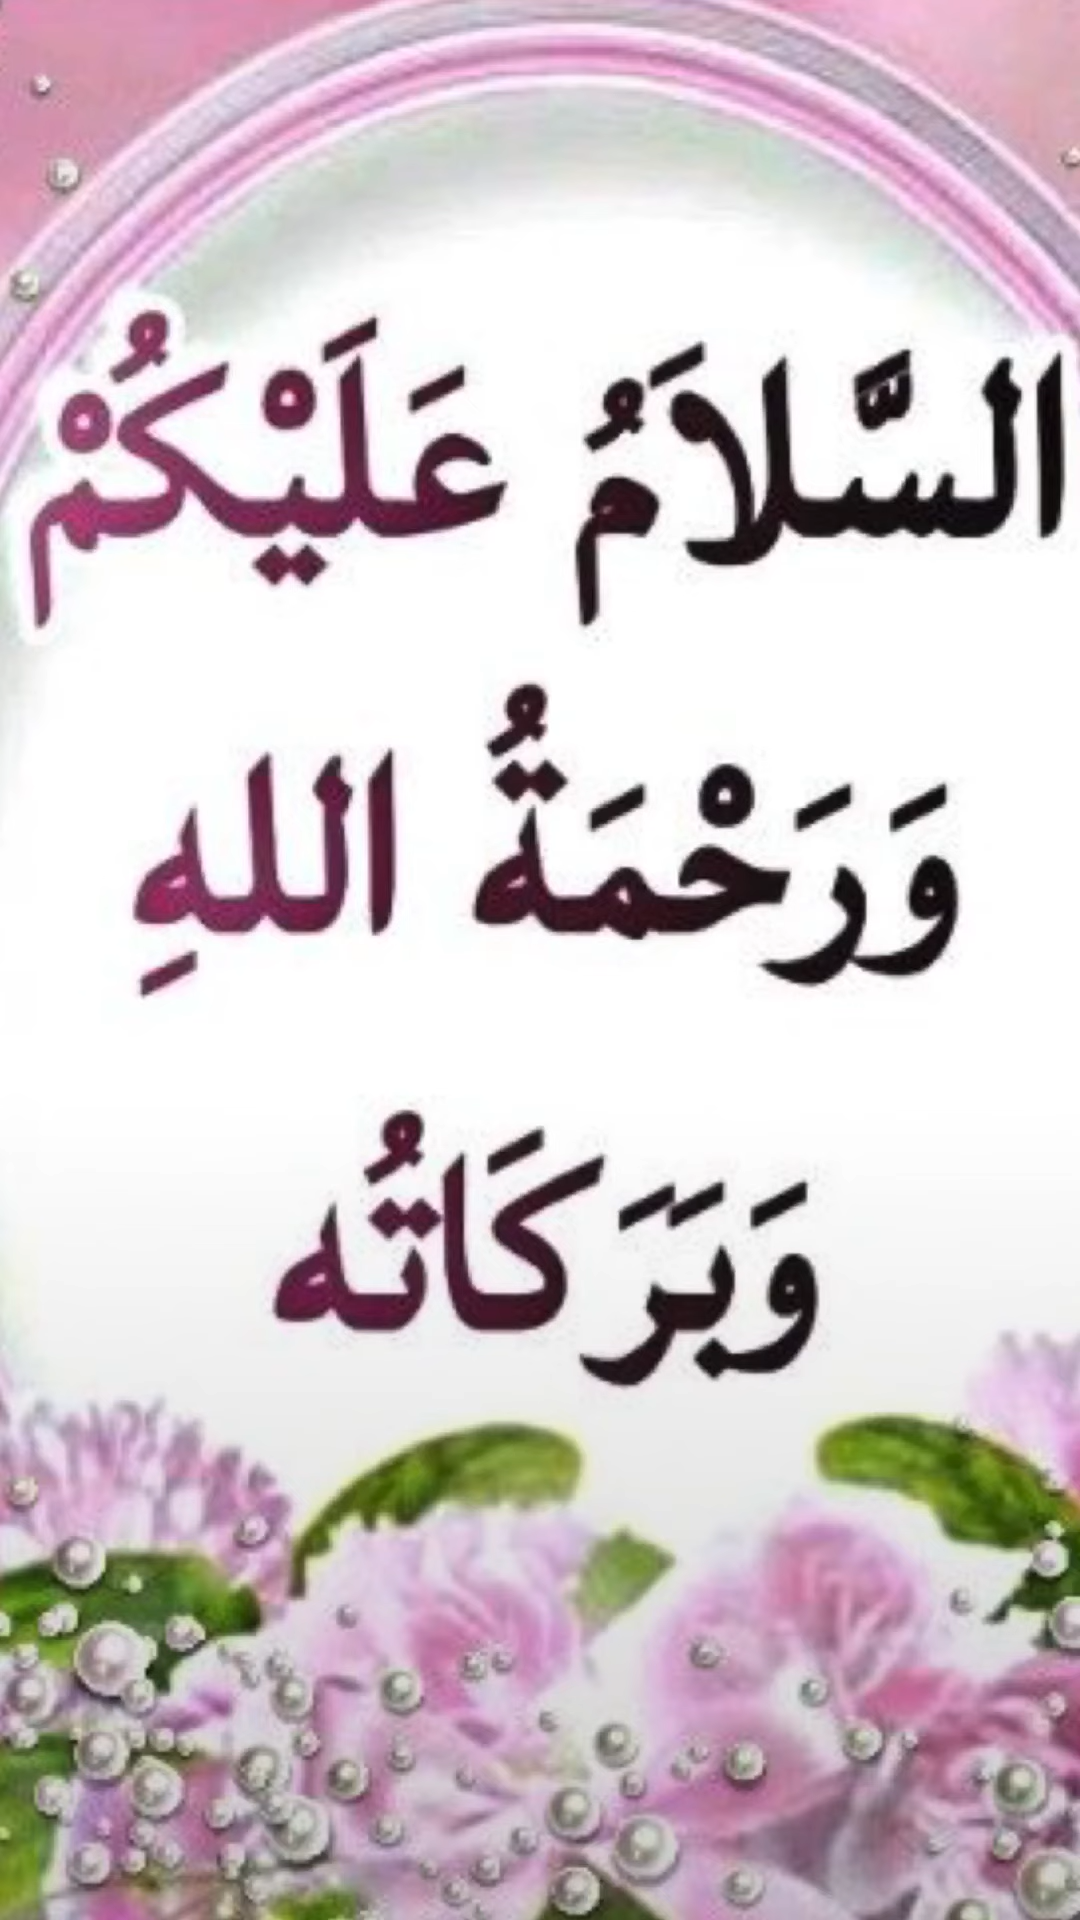 السَّلاَمُ عَلَيْكُمْ
وَرَحْمَةُ اللهِ
وَبَرَكَاتُه